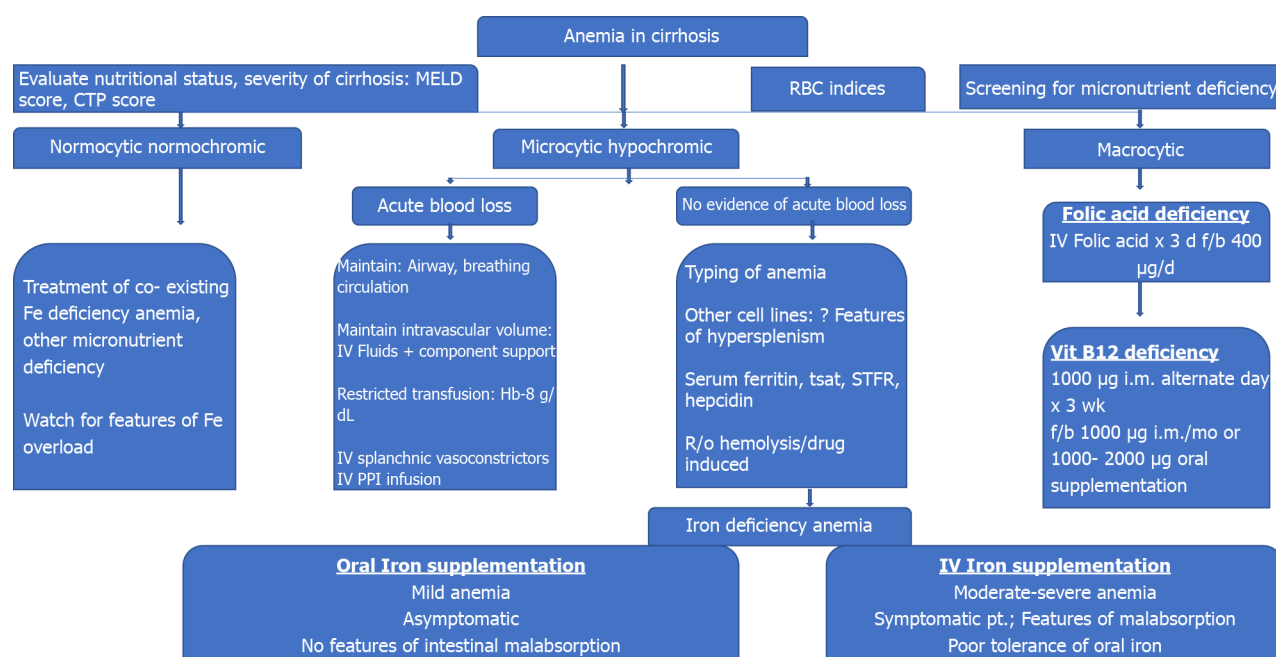 Anemia in cirrhosis
Evaluate nutritional status, severity of cirrhosis: MELD
score, CTP score
RBC indices
Screening for micronutrient deficiency
Normocytic normochromic
Microcytic hypochromic
Macrocytic
Acute blood loss
No evidence of acute blood loss
Folic acid deficiency
IV Folic acid x 3 d f/b 400
µg/d
Treatment of co- existing
Fe deficiency anemia,
other micronutrient
deficiency
Watch for features of Fe
overload
Maintain: Airway, breathing
circulation
Maintain intravascular volume:
IV Fluids + component support
Restricted transfusion: Hb-8 g/
dL
IV splanchnic vasoconstrictors
IV PPI infusion
Typing of anemia
Other cell lines: ? Features
of hypersplenism
Serum ferritin, tsat, STFR,
hepcidin
R/o hemolysis/drug
induced
Vit B12 deficiency
1000 µg i.m. alternate day
x 3 wk
f/b 1000 µg i.m./mo or
1000- 2000 µg oral
supplementation
Iron deficiency anemia
Oral Iron supplementation
Mild anemia
Asymptomatic
No features of intestinal malabsorption
IV Iron supplementation
Moderate-severe anemia
Symptomatic pt.; Features of malabsorption
Poor tolerance of oral iron